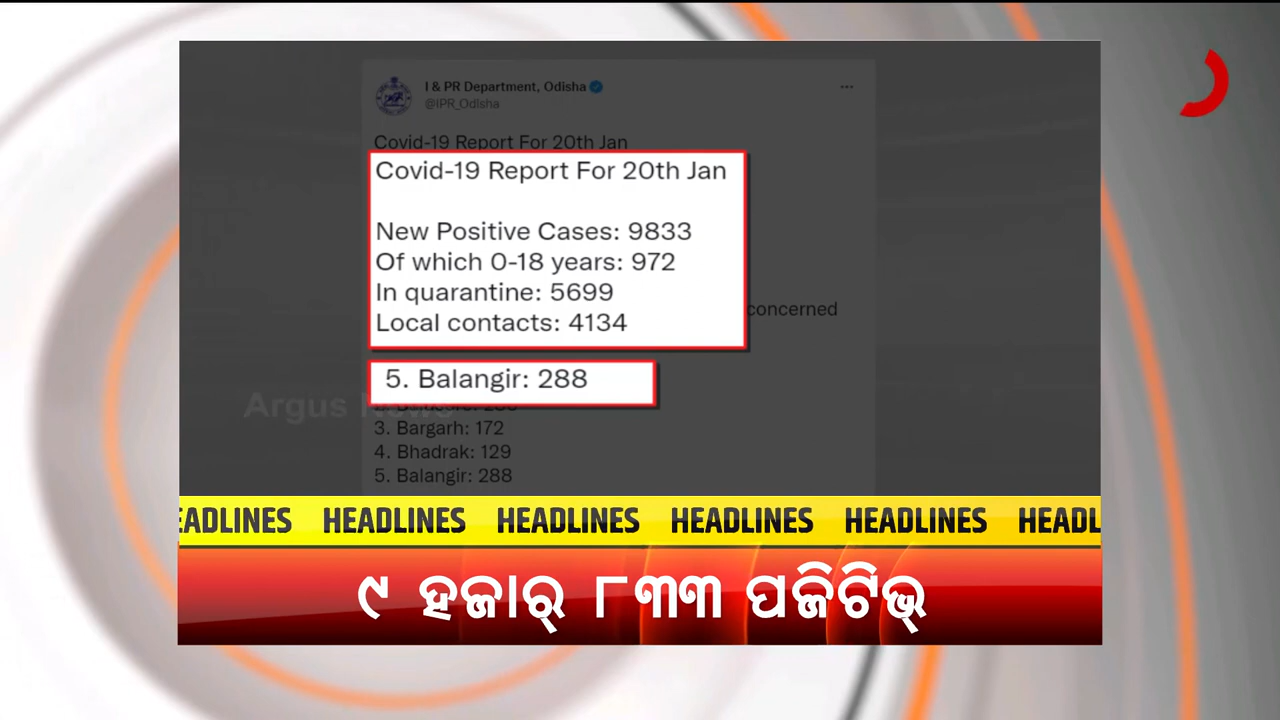 I & PR Department, Odisha
@IPR_Odisha
Covid-19 Report For 20th Jan
Covid-19 Report For 20th Jan
New Positive Cases: 9833
Of which 0-18 years: 972
In quarantine: 5699
Local contacts: 4134
concerned
5. Balangir: 288
Argus News
3. Bargarh: 172
4. Bhadrak: 129
5. Balangir: 288
EADLINES HEADLINES HEADLINES HEADLINES HEADLINES HEADL
୯ ହଜାର୍ ୮୩୩ ପଜିଟିଭ୍